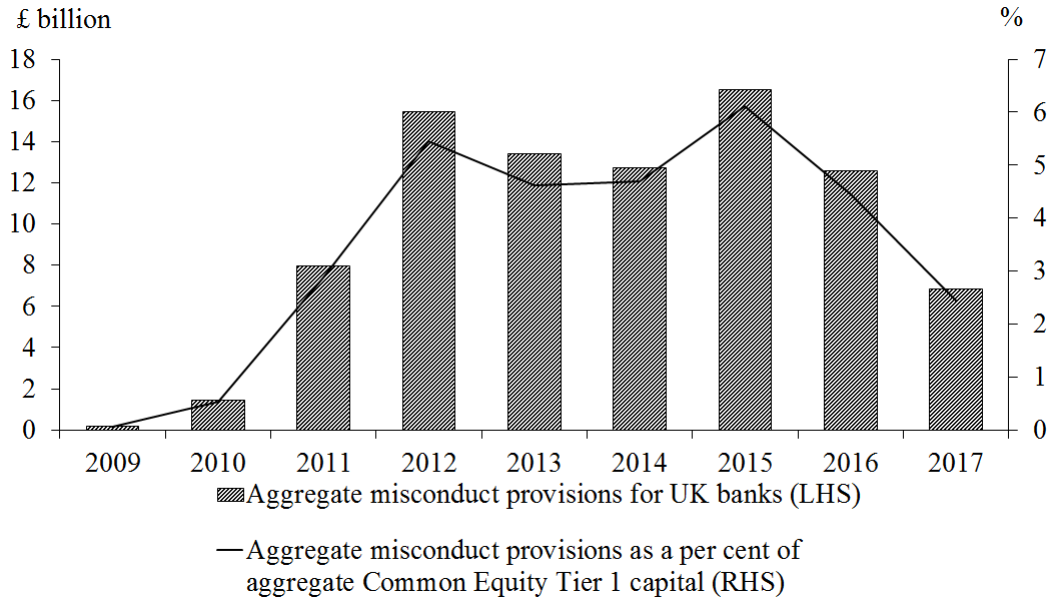 £ billion %
18 7
16 6
14 5
12 4
10 3
8 2
6 1
4 0
2
0
2009 2010 2011 2012 2013 2014 2015 2016 2017
Aggregate misconduct provisions for UK banks (LHS)
Aggregate misconduct provisions as a per cent of
aggregate Common Equity Tier 1 capital (RHS)